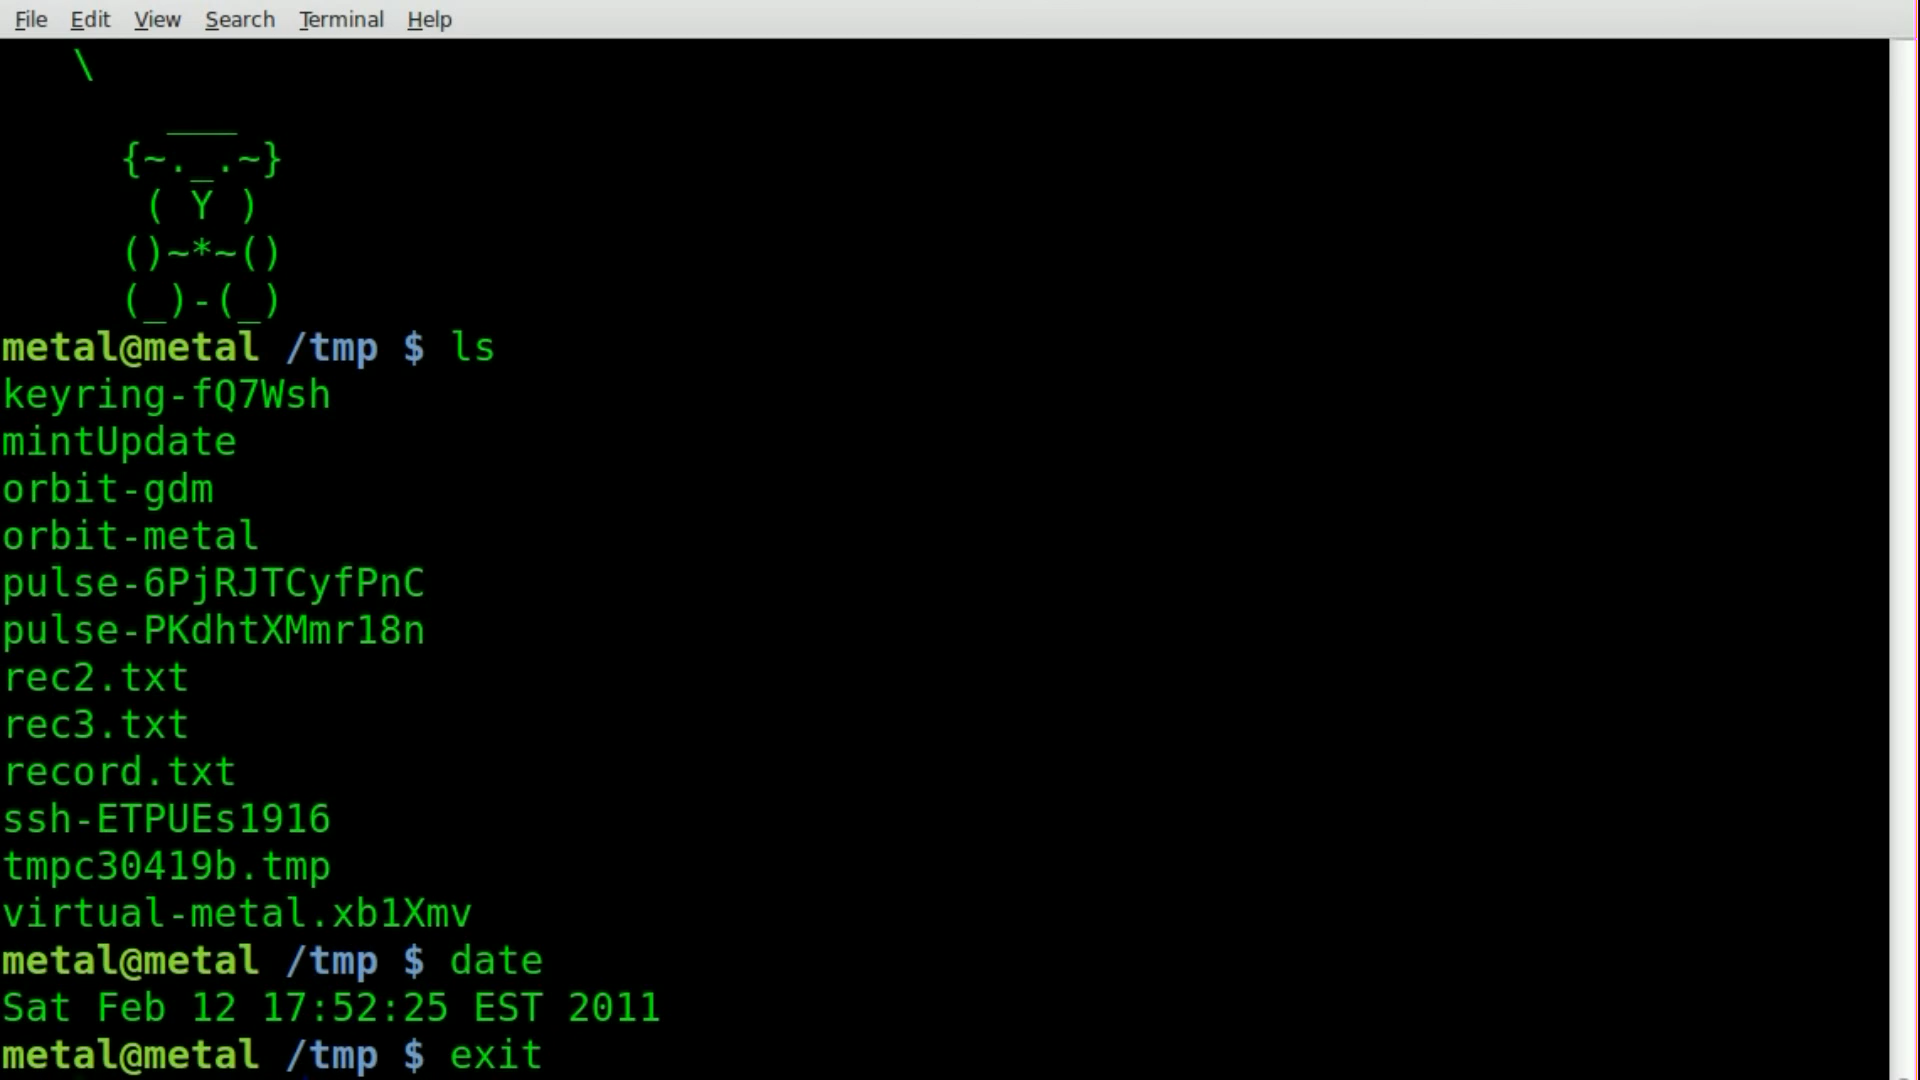 File Edit View Search Terminal Help
   \
       ___
     {~._.~}
      ( Y )
     ()~*~()
     (_)-(_)
metal@metal /tmp $ ls
keyring-fQ7Wsh
mintUpdate
orbit-gdm
orbit-metal
pulse-6PjRJTCyfPnC
pulse-PKdhtXMmr18n
rec2.txt
rec3.txt
record.txt
ssh-ETPUEs1916
tmpc30419b.tmp
virtual-metal.xb1Xmv
metal@metal /tmp $ date
Sat Feb 12 17:52:25 EST 2011
metal@metal /tmp $ exit